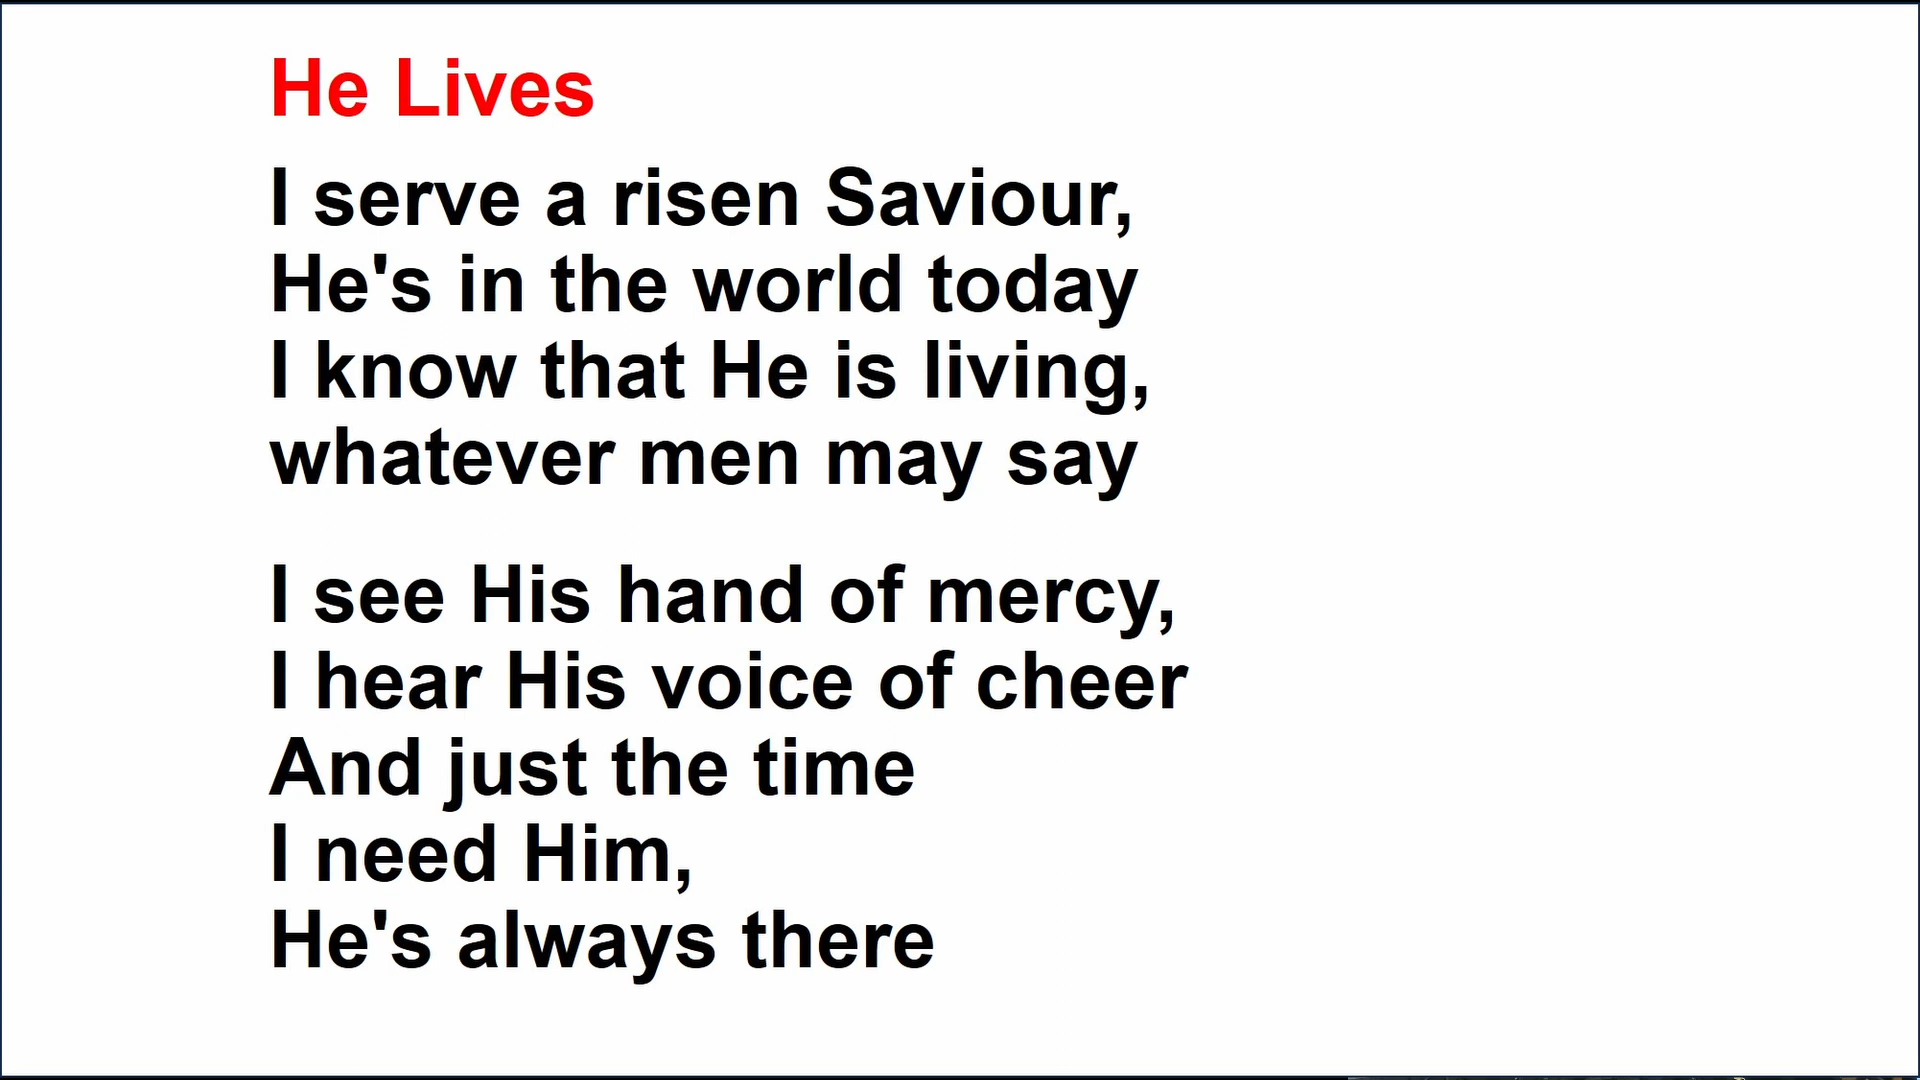 He Lives
I serve a risen Saviour,
He's in the world today
I know that He is living,
whatever men may say
I see His hand of mercy,
I hear His voice of cheer
And just the time
I need Him,
He's always there